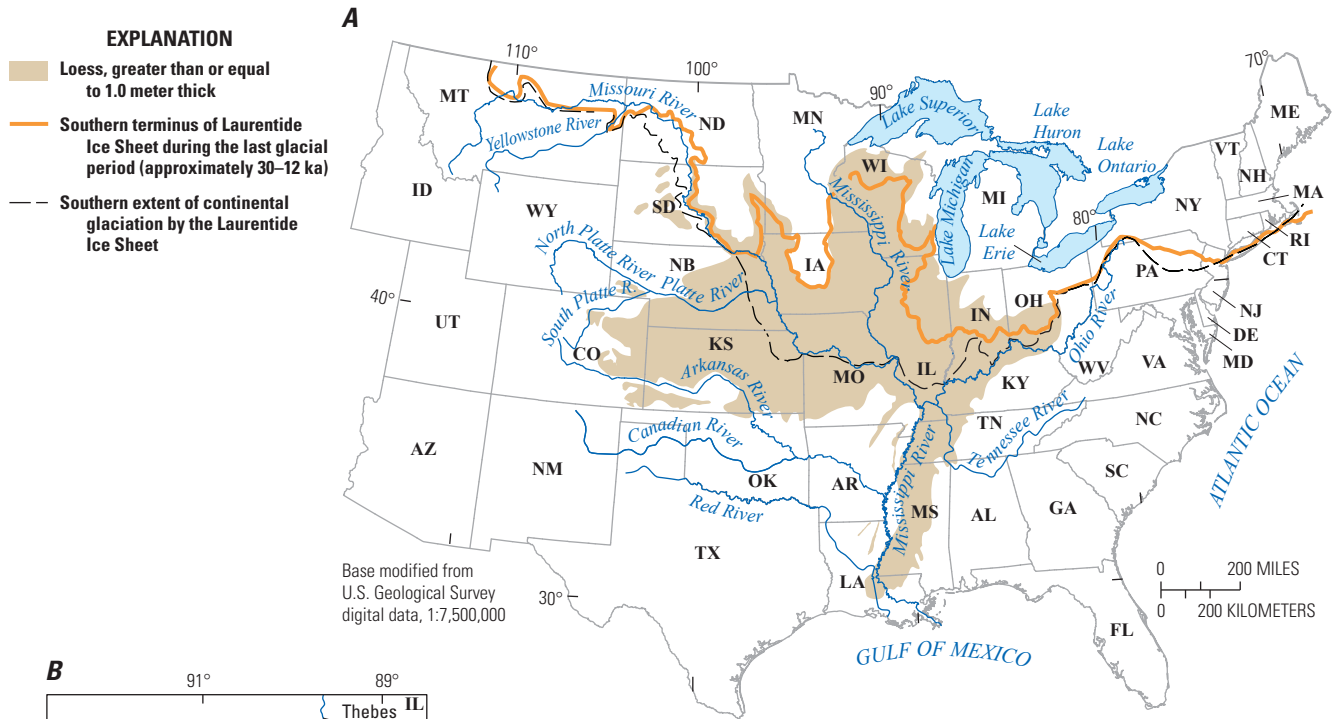 A
EXPLANATION
Loess, greater than or equal
to 1.0 meter thick
Southern terminus of Laurentide
Ice Sheet during the last glacial
period (approximately 30–12 ka)
Southern extent of continental
glaciation by the Laurentide
Ice Sheet
110°
100°
90°
80°
70°
40°
30°
MT
ND
MN
ID
WY
SD
WI
MI
NB
IA
UT
CO
KS
MO
IL
IN
OH
PA
NY
VT
NH
ME
MA
RI
CT
NJ
DE
MD
WV
VA
KY
TN
NC
SC
GA
AL
MS
AR
OK
NM
AZ
TX
LA
FL
Missouri River
Yellowstone River
North Platte River
Platte River
South Platte R.
Arkansas River
Canadian River
Red River
Mississippi River
Mississippi River
Ohio River
Tennessee River
Lake Superior
Lake
Huron
Lake
Ontario
Lake Michigan
Lake
Erie
ATLANTIC OCEAN
GULF OF MEXICO
Base modified from
U.S. Geological Survey
digital data, 1:7,500,000
0 200 MILES
0 200 KILOMETERS
B
91°
89°
Thebes
IL